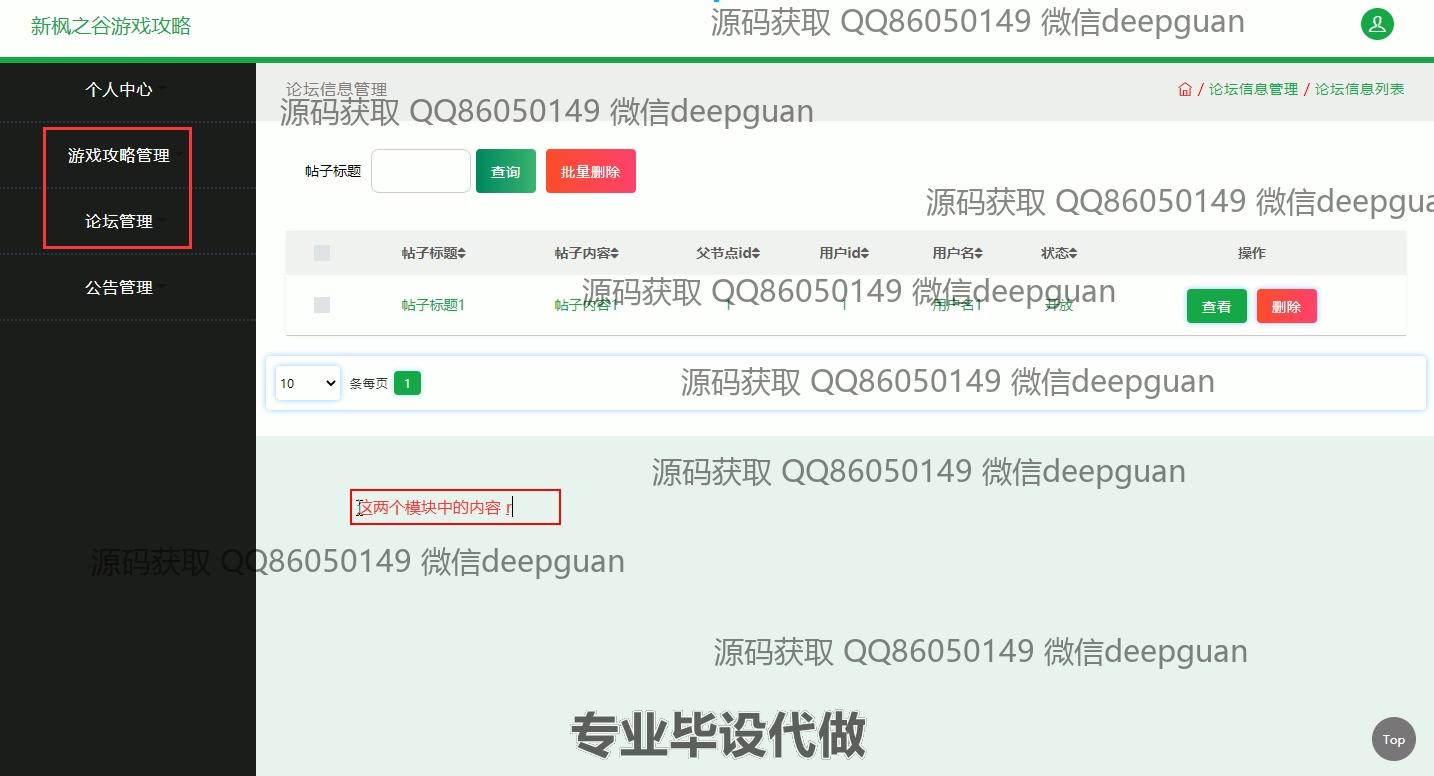 新枫之谷游戏攻略
源码获取 QQ86050149 微信deepguan
个人中心
论坛信息管理
/ 论坛信息管理 / 论坛信息列表
源码获取 QQ86050149 微信deepguan
游戏攻略管理
帖子标题
查询
批量删除
源码获取 QQ86050149 微信deepgua
论坛管理
帖子标题 帖子内容 父节点id 用户id 用户名 状态 操作
公告管理
源码获取 QQ86050149 微信deepguan
帖子标题1 帖子内容1 1 1 用户名1 开放 查看 删除
10 条每页 1
源码获取 QQ86050149 微信deepguan
源码获取 QQ86050149 微信deepguan
这两个模块中的内容 r
源码获取 QQ86050149 微信deepguan
源码获取 QQ86050149 微信deepguan
专业毕设代做
Top